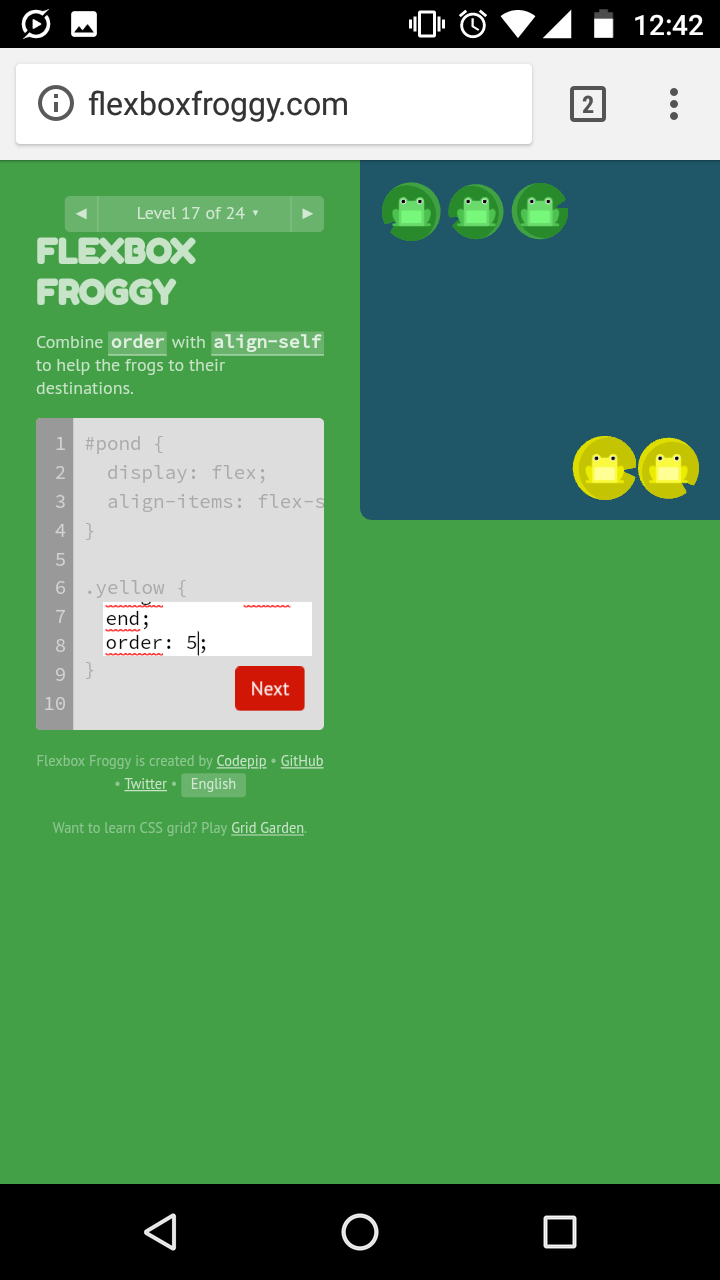 12:42
flexboxfroggy.com
2
◀ Level 17 of 24 ▾ ▶
FLEXBOX
FROGGY
Combine order with align-self
to help the frogs to their
destinations.
1 #pond {
2 display: flex;
3 align-items: flex-s
4 }
5
6 .yellow {
7 end;
8 order: 5;
9 }
10
Next
Flexbox Froggy is created by Codepip • GitHub
• Twitter • English
Want to learn CSS grid? Play Grid Garden.